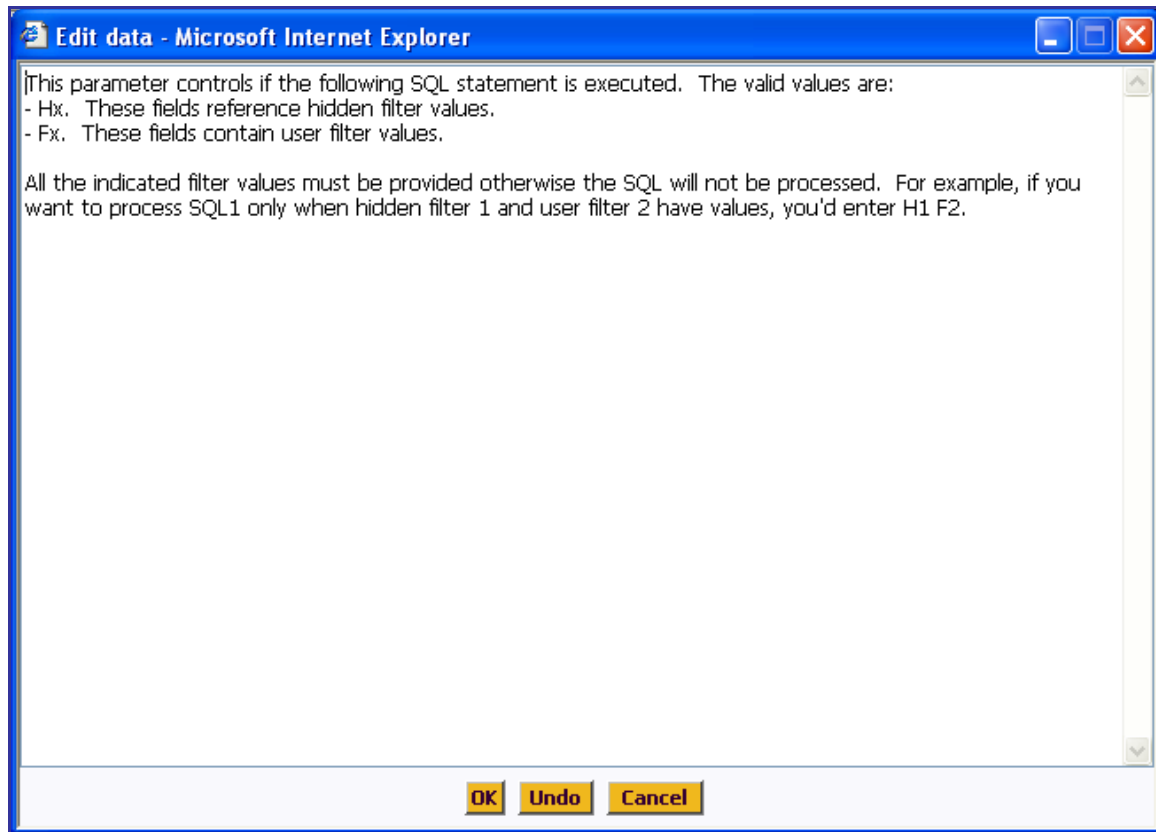 Edit data - Microsoft Internet Explorer
This parameter controls if the following SQL statement is executed.  The valid values are:
- Hx.  These fields reference hidden filter values.
- Fx.  These fields contain user filter values.
All the indicated filter values must be provided otherwise the SQL will not be processed.  For example, if you
want to process SQL1 only when hidden filter 1 and user filter 2 have values, you'd enter H1 F2.
OK Undo Cancel